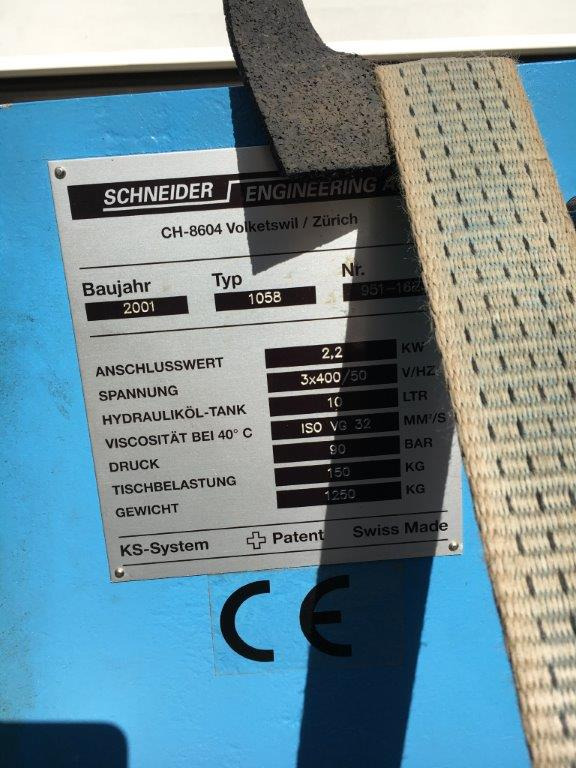 SCHNEIDER ENGINEERING
CH-8604 Volketswil / Zürich
Baujahr Typ Nr.
2001 1058
ANSCHLUSSWERT 2,2 KW
SPANNUNG 3x400/50 V/HZ
HYDRAULIKÖL-TANK 10 LTR
VISCOSITÄT BEI 40° C ISO VG 32 MM²/S
DRUCK 90 BAR
TISCHBELASTUNG 150 KG
GEWICHT 1250 KG
KS-System Patent Swiss Made
CE